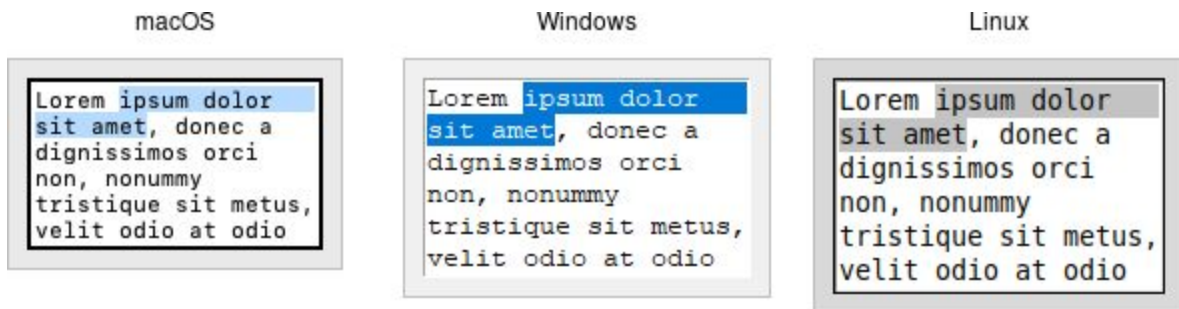 macOS
Lorem ipsum dolor
sit amet, donec a
dignissimos orci
non, nonummy
tristique sit metus,
velit odio at odio
Windows
Lorem ipsum dolor
sit amet, donec a
dignissimos orci
non, nonummy
tristique sit metus,
velit odio at odio
Linux
Lorem ipsum dolor
sit amet, donec a
dignissimos orci
non, nonummy
tristique sit metus,
velit odio at odio